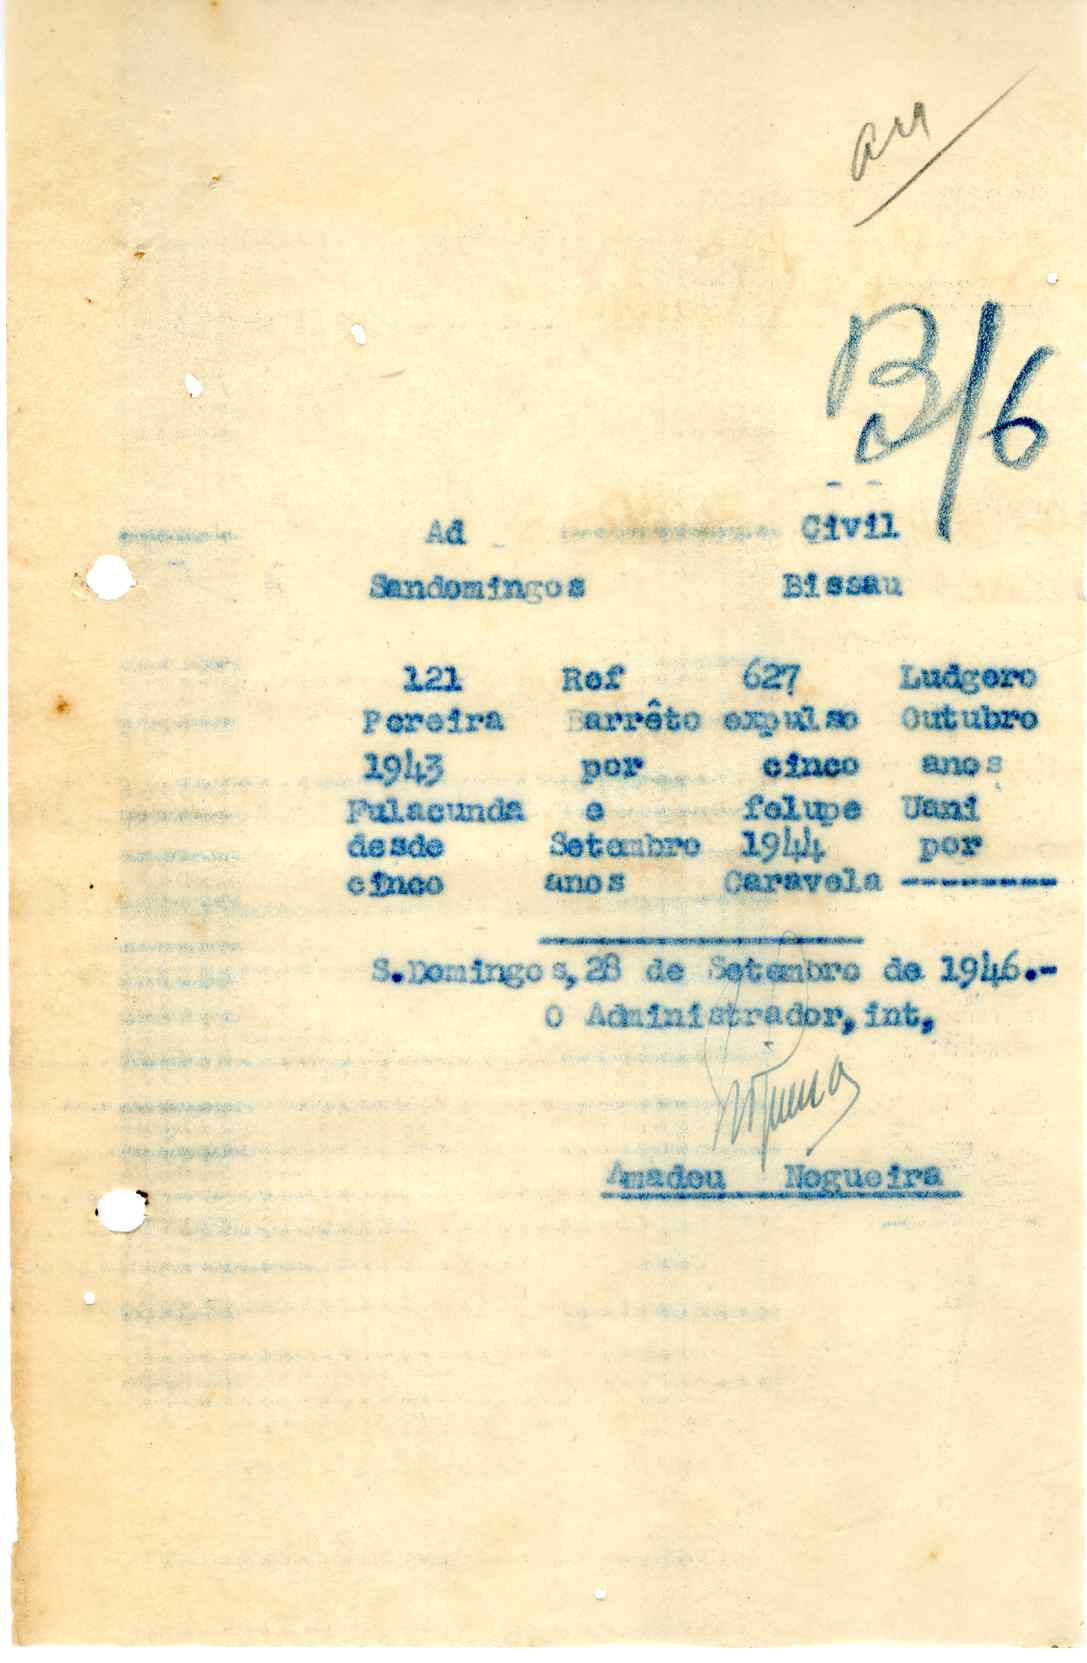 B/6
Ad Civil
Sandomingos Bissau
121 Ref 627 Ludgero
Pereira Barrêto expulso Outubro
1943 por cinco anos
Fulacunda e felupe Uani
desde Setembro 1944 por
cinco anos Caravela ---------
S.Domingos,28 de Setembro de 1946.-
O Administrador,int,
Amadeu Nogueira